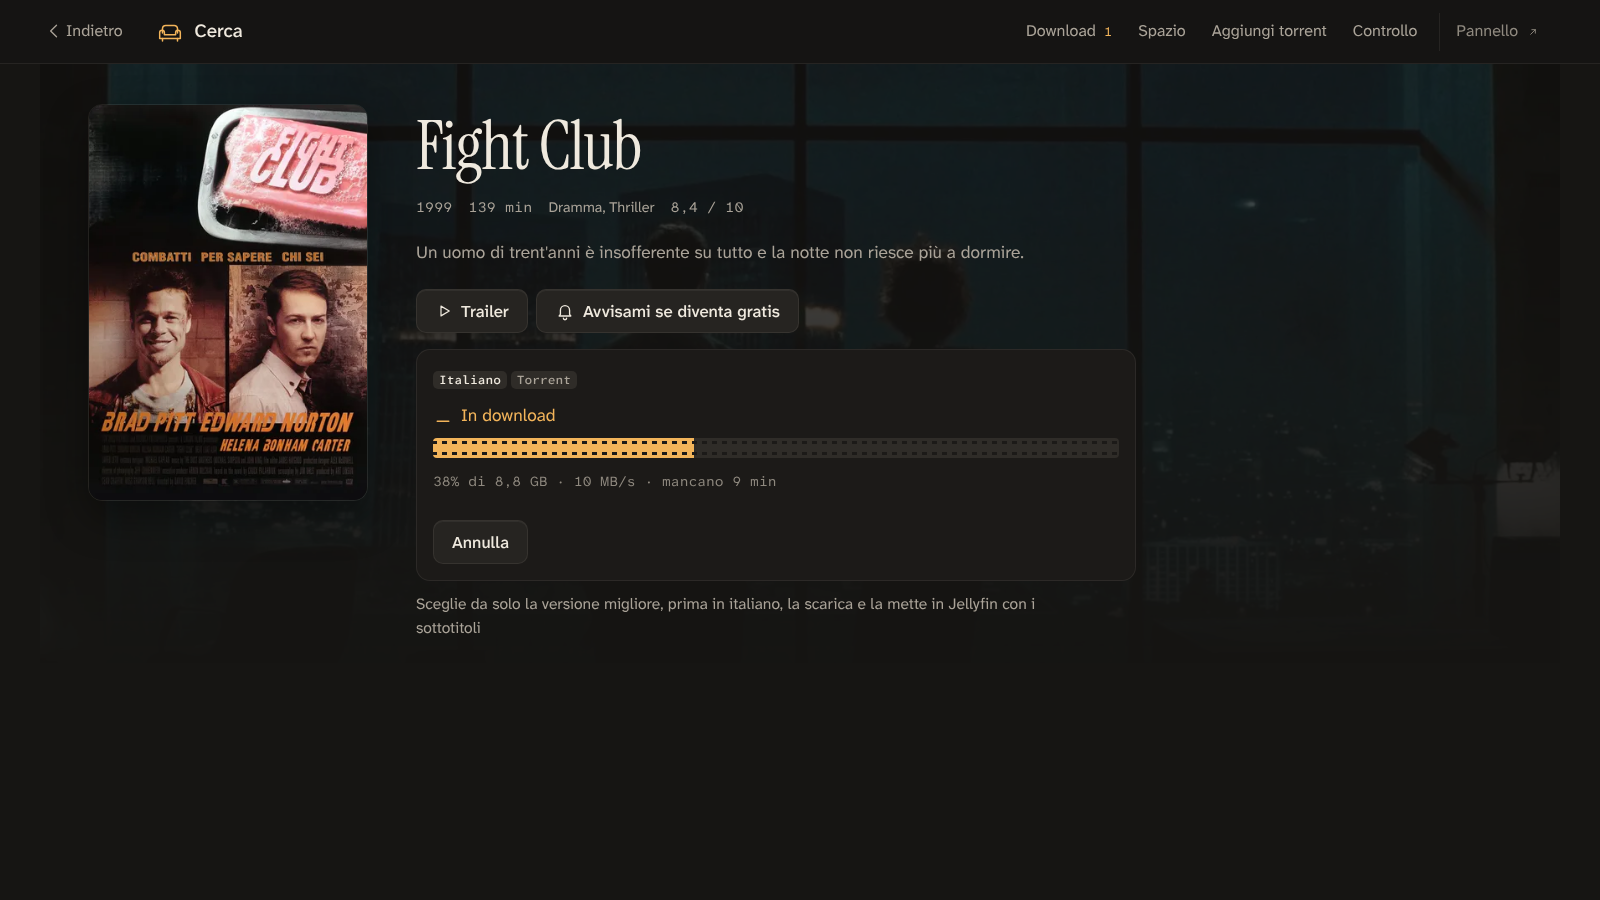 Indietro
Cerca
Download 1
Spazio
Aggiungi torrent
Controllo
Pannello
FIGHT
CLUB
COMBATTI PER SAPERE CHI SEI
BRAD PITT EDWARD NORTON
HELENA BONHAM CARTER
Fight Club
1999 139 min Dramma, Thriller 8,4 / 10
Un uomo di trent'anni è insofferente su tutto e la notte non riesce più a dormire.
Trailer
Avvisami se diventa gratis
Italiano Torrent
In download
38% di 8,8 GB · 10 MB/s · mancano 9 min
Annulla
Sceglie da solo la versione migliore, prima in italiano, la scarica e la mette in Jellyfin con i
sottotitoli